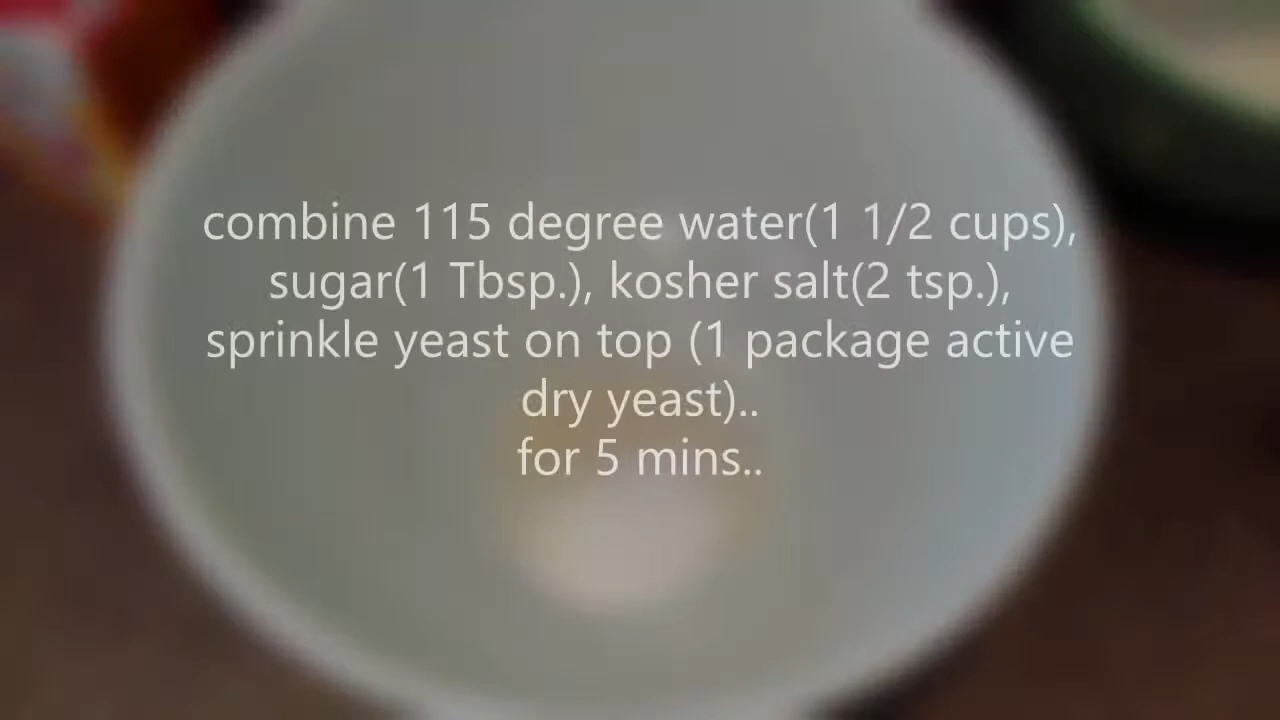 combine 115 degree water(1 1/2 cups),
sugar(1 Tbsp.), kosher salt(2 tsp.),
sprinkle yeast on top (1 package active
dry yeast)..
for 5 mins..